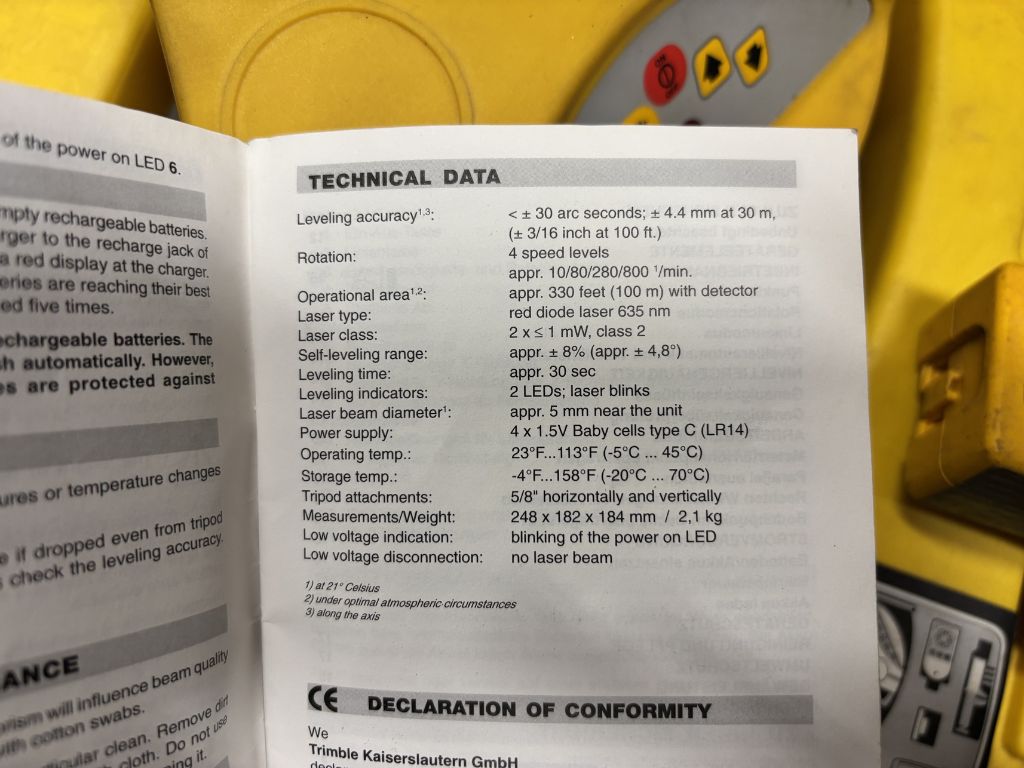 of the power on LED 6.
mpty rechargeable batteries.
rger to the recharge jack of
a red display at the charger.
eries are reaching their best
ed five times.
echargeable batteries. The
sh automatically. However,
es are protected against
ures or temperature changes
e if dropped even from tripod
s check the leveling accuracy.
ANCE
rism will influence beam quality
with cotton swabs.
ticular clean. Remove dirt
cloth. Do not use
ing it.
TECHNICAL DATA
Leveling accuracy1,3: < ± 30 arc seconds; ± 4.4 mm at 30 m,
(± 3/16 inch at 100 ft.)
Rotation: 4 speed levels
appr. 10/80/280/800 1/min.
Operational area1,2: appr. 330 feet (100 m) with detector
Laser type: red diode laser 635 nm
Laser class: 2 x ≤ 1 mW, class 2
Self-leveling range: appr. ± 8% (appr. ± 4,8°)
Leveling time: appr. 30 sec
Leveling indicators: 2 LEDs; laser blinks
Laser beam diameter1: appr. 5 mm near the unit
Power supply: 4 x 1.5V Baby cells type C (LR14)
Operating temp.: 23°F...113°F (-5°C ... 45°C)
Storage temp.: -4°F...158°F (-20°C ... 70°C)
Tripod attachments: 5/8" horizontally and vertically
Measurements/Weight: 248 x 182 x 184 mm / 2,1 kg
Low voltage indication: blinking of the power on LED
Low voltage disconnection: no laser beam
1) at 21° Celsius
2) under optimal atmospheric circumstances
3) along the axis
CE DECLARATION OF CONFORMITY
We
Trimble Kaiserslautern GmbH
ON
OFF